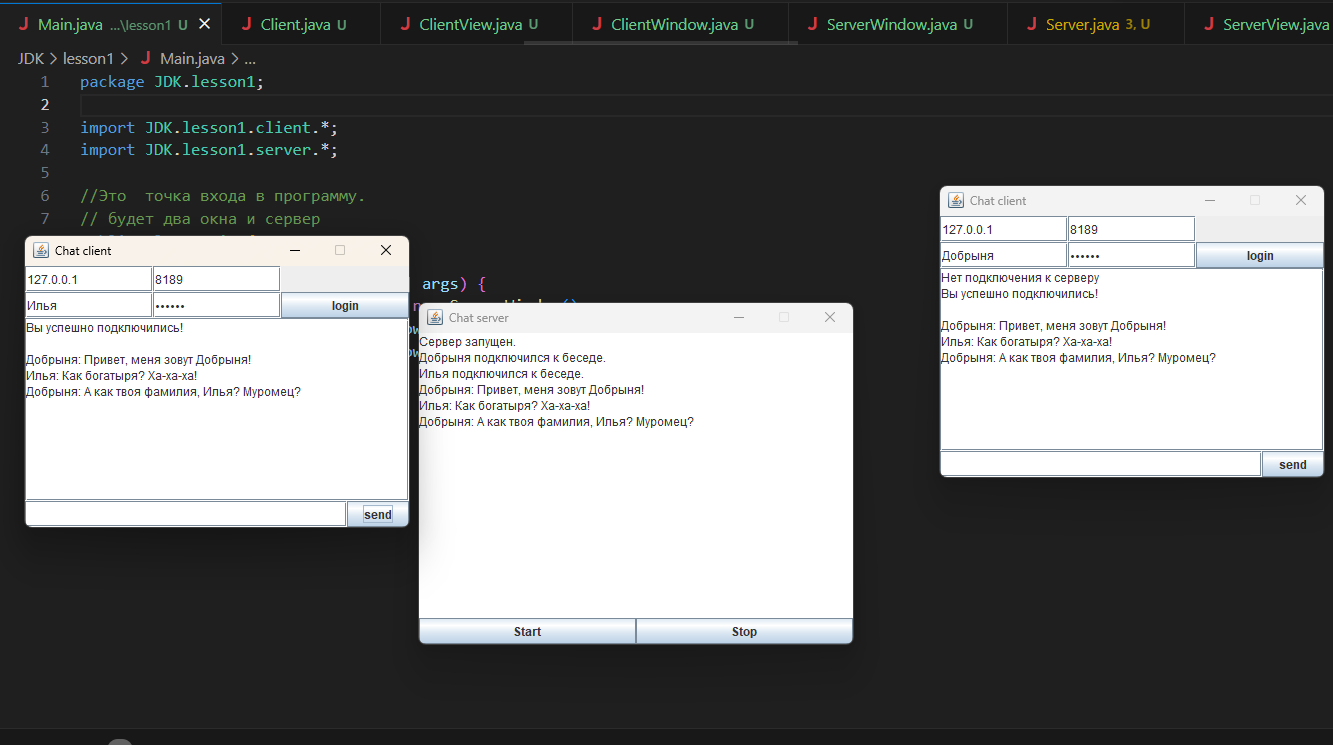 Main.java ...\lesson1 U
Client.java U
ClientView.java U
ClientWindow.java U
ServerWindow.java U
Server.java 3, U
ServerView.java
JDK > lesson1 > Main.java > ...
1 package JDK.lesson1;
2
3 import JDK.lesson1.client.*;
4 import JDK.lesson1.server.*;
5
6 //Это  точка входа в программу.
7 // будет два окна и сервер
args) {
Chat client
127.0.0.1 8189
Илья •••••• login
Вы успешно подключились!
Добрыня: Привет, меня зовут Добрыня!
Илья: Как богатыря? Ха-ха-ха!
Добрыня: А как твоя фамилия, Илья? Муромец?
send
Chat server
Сервер запущен.
Добрыня подключился к беседе.
Илья подключился к беседе.
Добрыня: Привет, меня зовут Добрыня!
Илья: Как богатыря? Ха-ха-ха!
Добрыня: А как твоя фамилия, Илья? Муромец?
Start Stop
Chat client
127.0.0.1 8189
Добрыня •••••• login
Нет подключения к серверу
Вы успешно подключились!
Добрыня: Привет, меня зовут Добрыня!
Илья: Как богатыря? Ха-ха-ха!
Добрыня: А как твоя фамилия, Илья? Муромец?
send